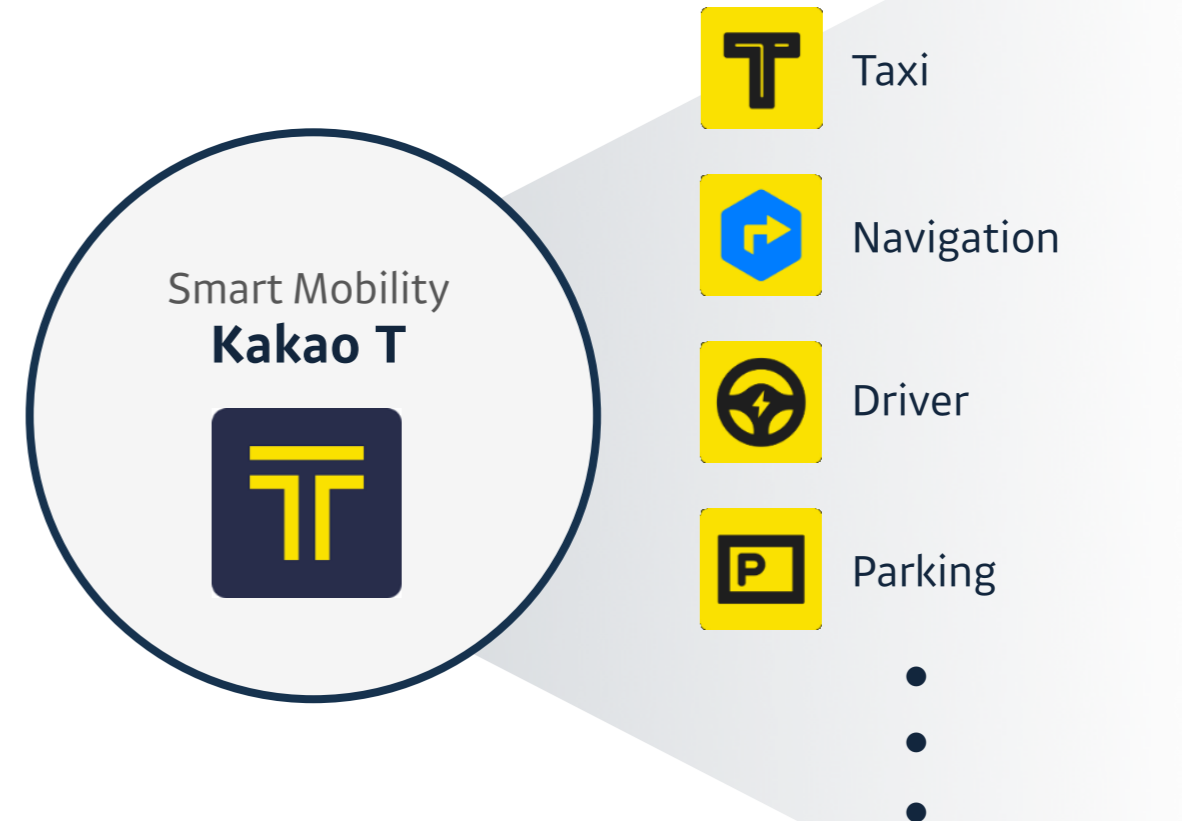 Smart Mobility
Kakao T
T
T
Taxi
Navigation
Driver
P
Parking